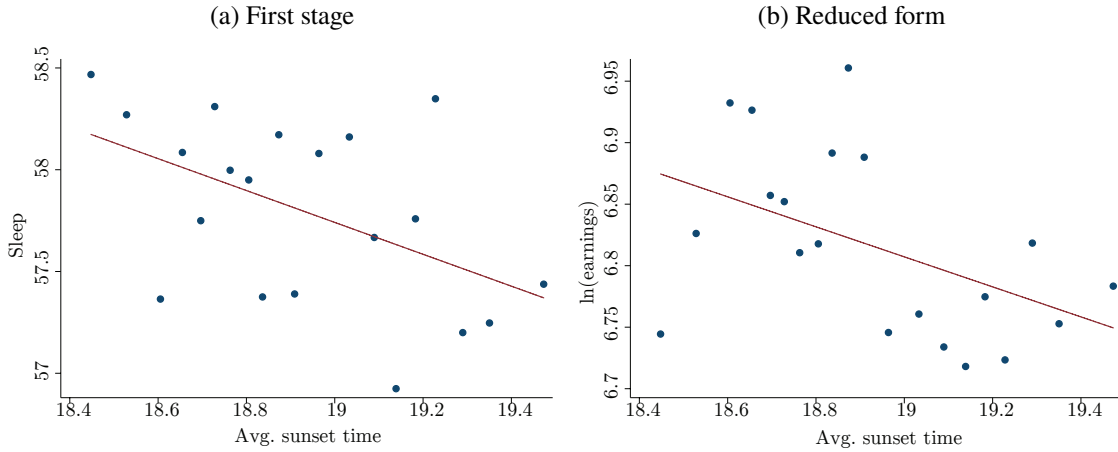 (a) First stage
58.5
58
57.5
57
Sleep
18.4 18.6 18.8 19 19.2 19.4
Avg. sunset time
(b) Reduced form
6.95
6.9
6.85
6.8
6.75
6.7
ln(earnings)
18.4 18.6 18.8 19 19.2 19.4
Avg. sunset time